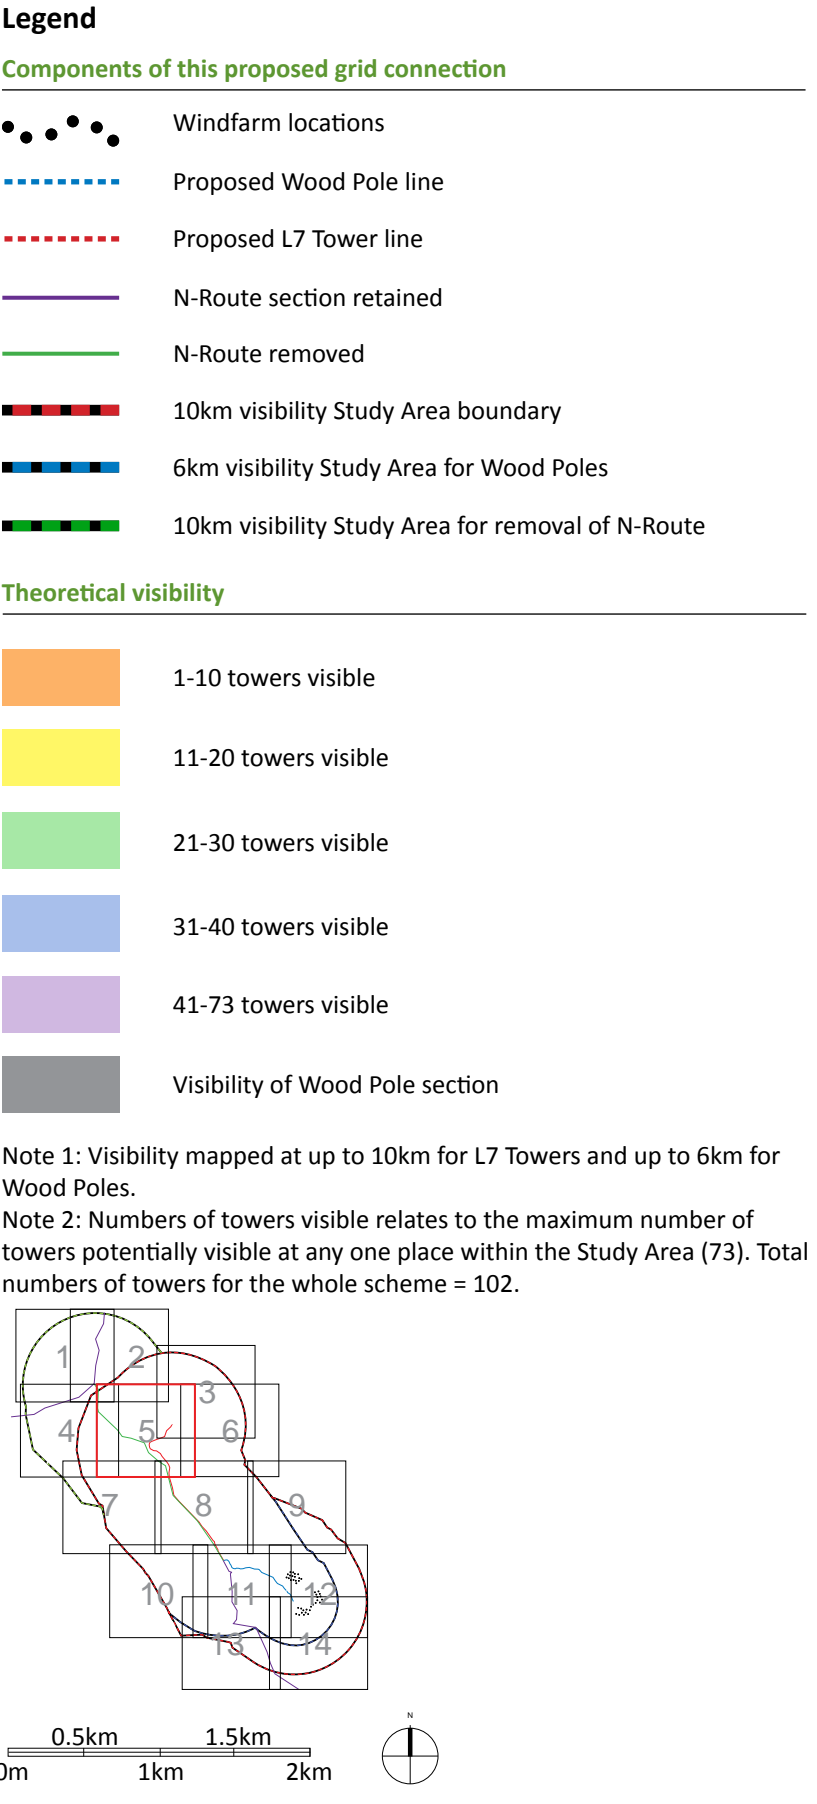 Legend
Components of this proposed grid connection
Windfarm locations
Proposed Wood Pole line
Proposed L7 Tower line
N-Route section retained
N-Route removed
10km visibility Study Area boundary
6km visibility Study Area for Wood Poles
10km visibility Study Area for removal of N-Route
Theoretical visibility
1-10 towers visible
11-20 towers visible
21-30 towers visible
31-40 towers visible
41-73 towers visible
Visibility of Wood Pole section
Note 1: Visibility mapped at up to 10km for L7 Towers and up to 6km for
Wood Poles.
Note 2: Numbers of towers visible relates to the maximum number of
towers potentially visible at any one place within the Study Area (73). Total
numbers of towers for the whole scheme = 102.
1 2
3
4 5 6
7 8 9
10 11 12
13 14
N
0.5km 1.5km
0m 1km 2km